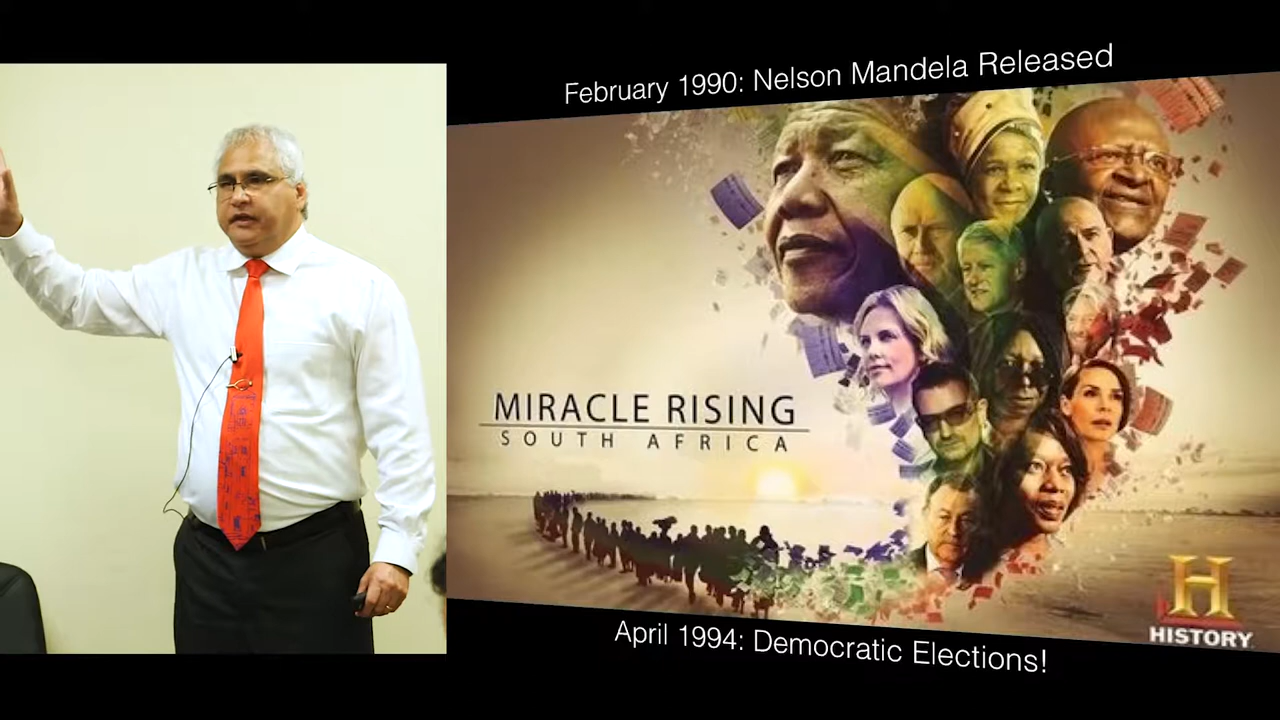 February 1990: Nelson Mandela Released
MIRACLE RISING
SOUTH AFRICA
H
HISTORY
April 1994: Democratic Elections!